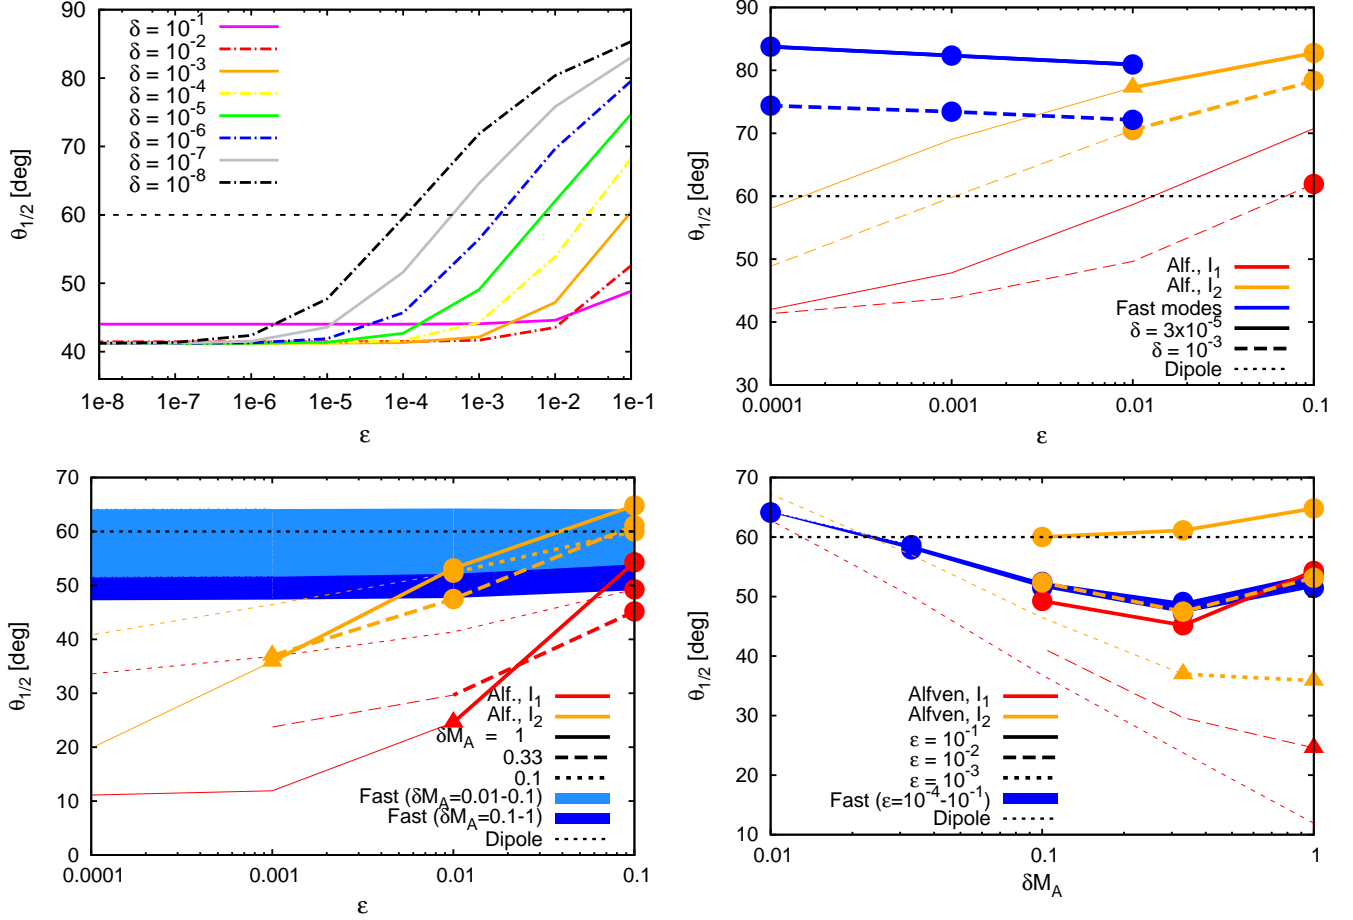 90
80
70
60
50
40
θ1/2 [deg]
δ = 10-1
δ = 10-2
δ = 10-3
δ = 10-4
δ = 10-5
δ = 10-6
δ = 10-7
δ = 10-8
1e-8 1e-7 1e-6 1e-5 1e-4 1e-3 1e-2 1e-1
ε
90
80
70
60
50
40
30
θ1/2 [deg]
Alf., I1
Alf., I2
Fast modes
δ = 3x10-5
δ = 10-3
Dipole
0.0001 0.001 0.01 0.1
ε
70
60
50
40
30
20
10
0
θ1/2 [deg]
Alf., I1
Alf., I2
δMA = 1
0.33
0.1
Fast (δMA=0.01-0.1)
Fast (δMA=0.1-1)
Dipole
0.0001 0.001 0.01 0.1
ε
70
60
50
40
30
20
10
θ1/2 [deg]
Alfven, I1
Alfven, I2
ε = 10-1
ε = 10-2
ε = 10-3
Fast (ε=10-4-10-1)
Dipole
0.01 0.1 1
δMA